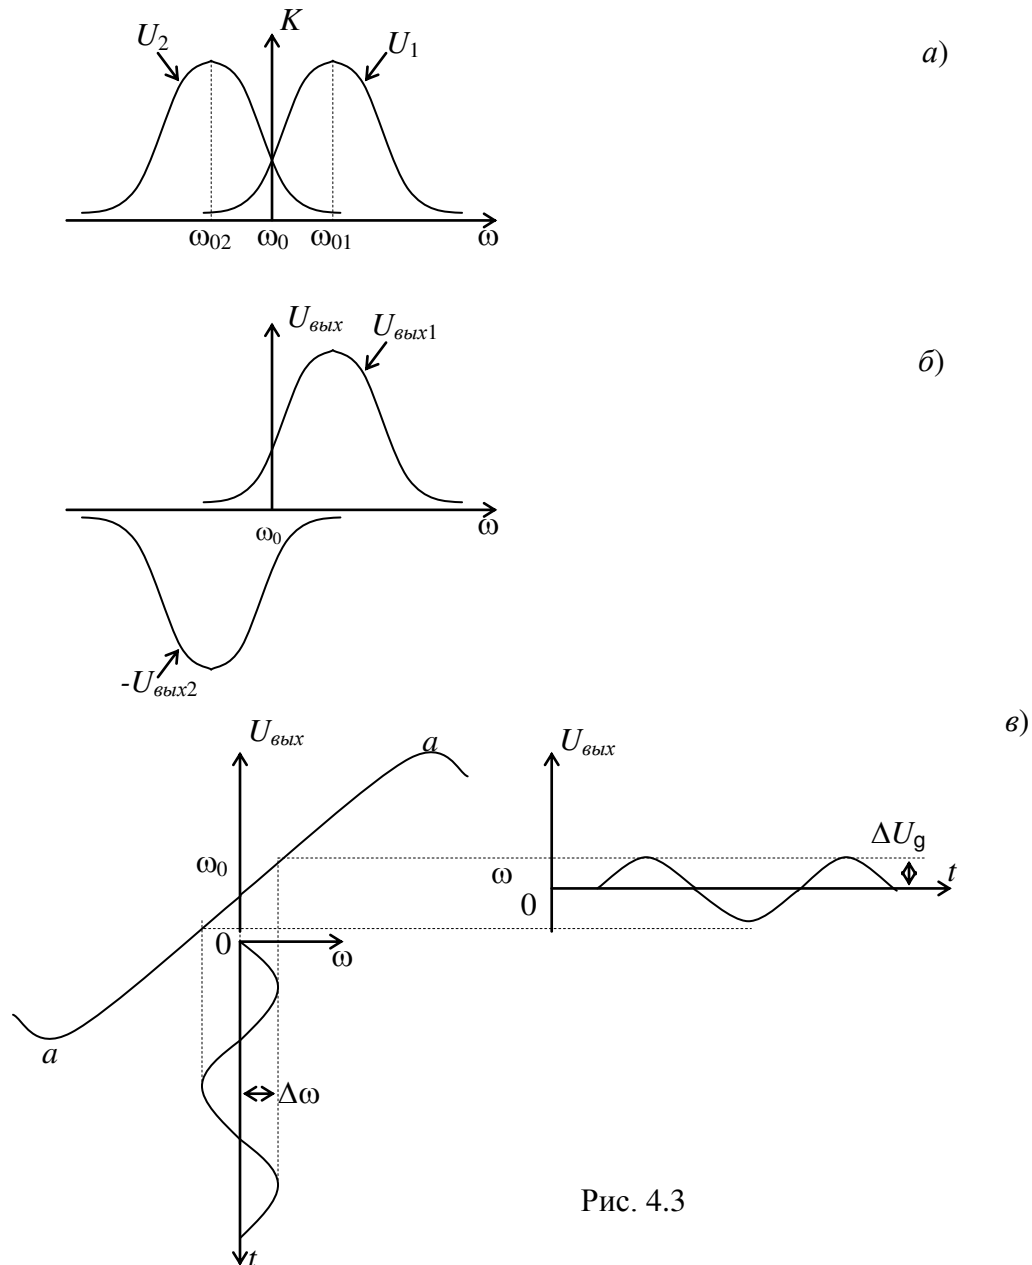 K
U₂
U₁
а)
ω₀₂
ω₀
ω₀₁
ω
Uвых
Uвых1
б)
ω₀
ω
-Uвых2
в)
Uвых
a
Uвых
ΔUg
ω₀
ω
t
0
0
ω
a
Δω
Рис. 4.3
t